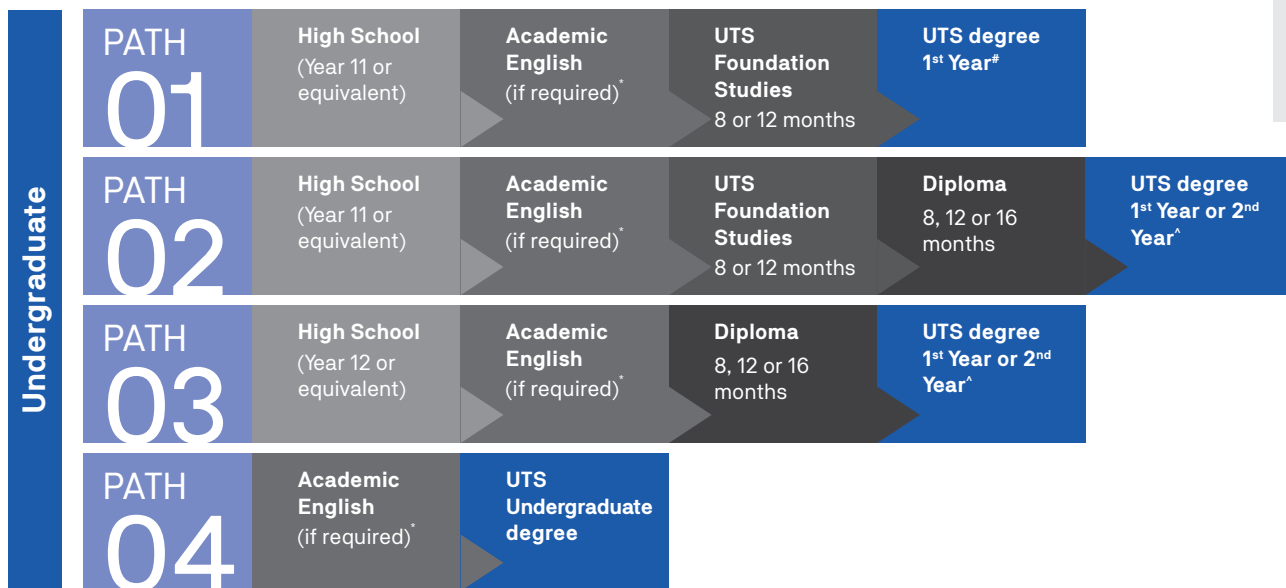 Undergraduate
PATH
01
High School
(Year 11 or
equivalent)
Academic
English
(if required)*
UTS
Foundation
Studies
8 or 12 months
UTS degree
1st Year#
PATH
02
High School
(Year 11 or
equivalent)
Academic
English
(if required)*
UTS
Foundation
Studies
8 or 12 months
Diploma
8, 12 or 16
months
UTS degree
1st Year or 2nd
Year^
PATH
03
High School
(Year 12 or
equivalent)
Academic
English
(if required)*
Diploma
8, 12 or 16
months
UTS degree
1st Year or 2nd
Year^
PATH
04
Academic
English
(if required)*
UTS
Undergraduate
degree